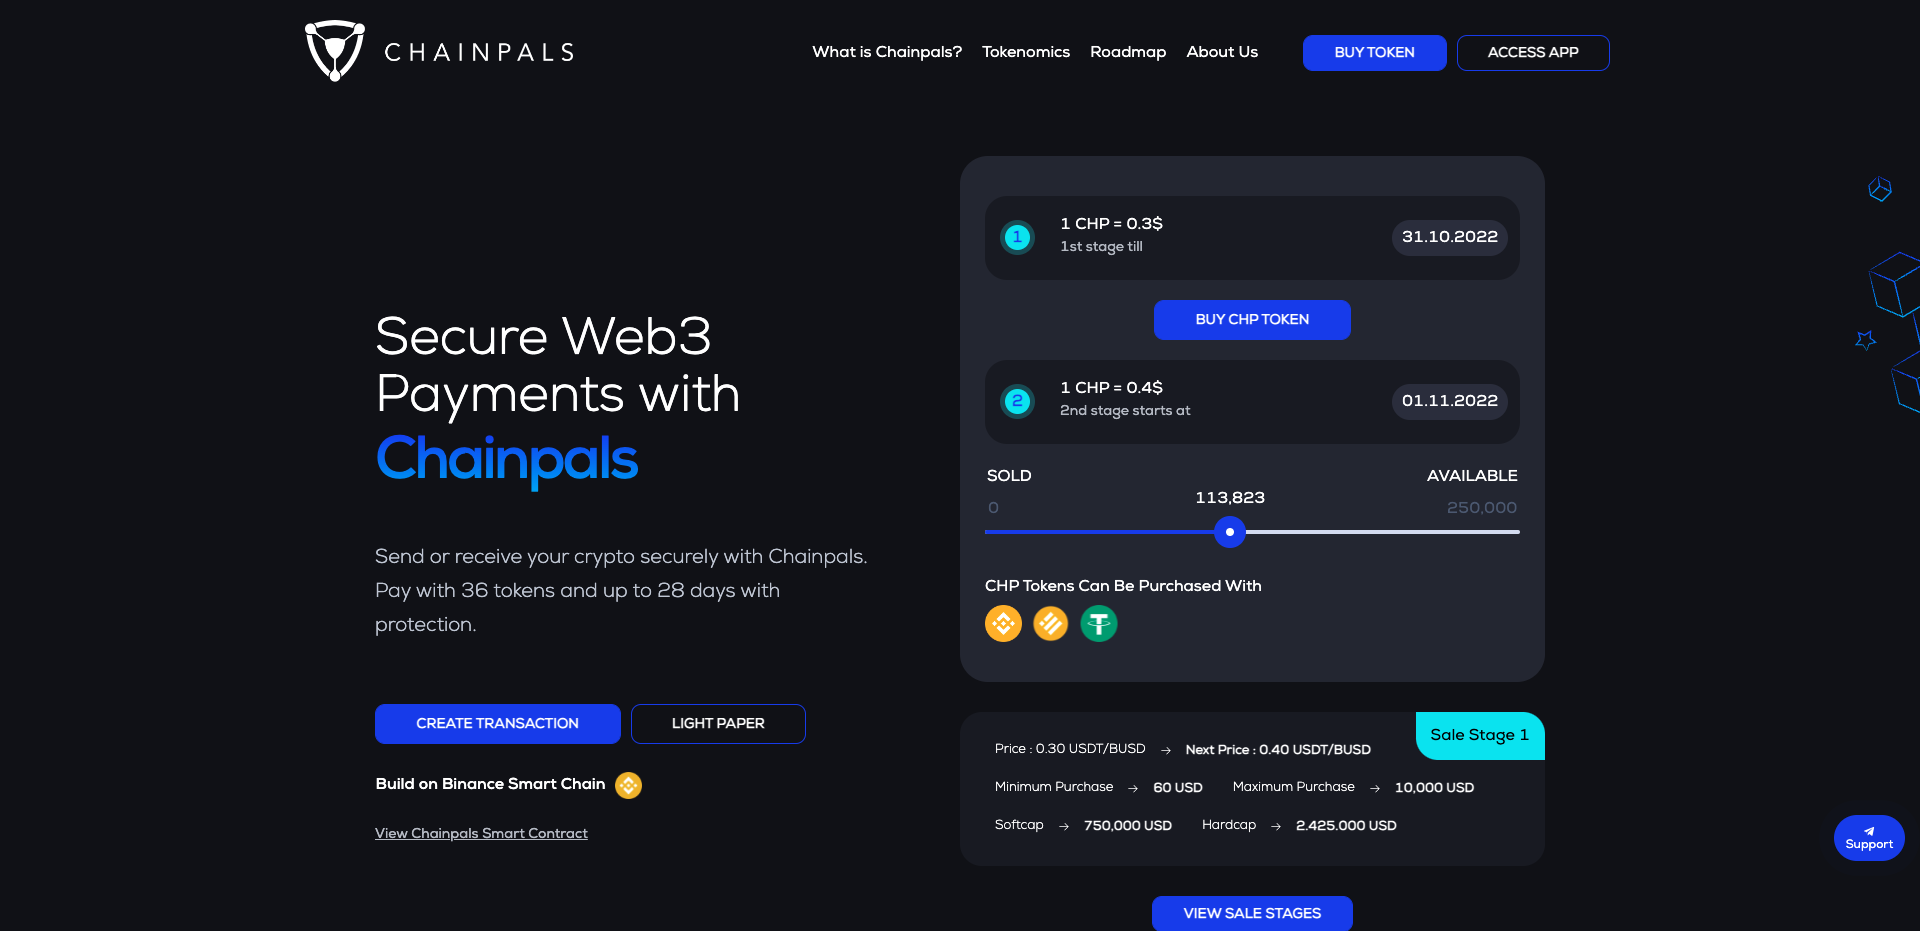 CHAINPALS
What is Chainpals? Tokenomics Roadmap About Us BUY TOKEN ACCESS APP
Secure Web3
Payments with
Chainpals
Send or receive your crypto securely with Chainpals.
Pay with 36 tokens and up to 28 days with
protection.
CREATE TRANSACTION LIGHT PAPER
Build on Binance Smart Chain
View Chainpals Smart Contract
1 1 CHP = 0.3$ 31.10.2022
1st stage till
BUY CHP TOKEN
2 1 CHP = 0.4$ 01.11.2022
2nd stage starts at
SOLD AVAILABLE
113,823
0 250,000
CHP Tokens Can Be Purchased With
Sale Stage 1
Price : 0.30 USDT/BUSD → Next Price : 0.40 USDT/BUSD
Minimum Purchase → 60 USD Maximum Purchase → 10,000 USD
Softcap → 750,000 USD Hardcap → 2.425.000 USD
VIEW SALE STAGES
Support